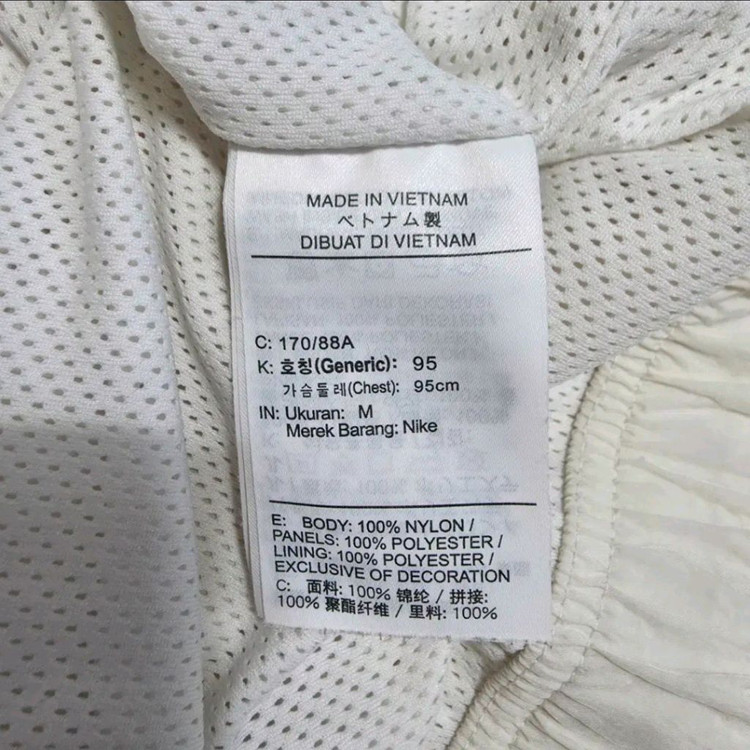 MADE IN VIETNAM
ベトナム製
DIBUAT DI VIETNAM
C: 170/88A
K: 호칭(Generic): 95
가슴둘레(Chest): 95cm
IN: Ukuran: M
Merek Barang: Nike
E: BODY: 100% NYLON /
PANELS: 100% POLYESTER /
LINING: 100% POLYESTER /
EXCLUSIVE OF DECORATION
C: 面料: 100% 锦纶 / 拼接:
100% 聚酯纤维 / 里料: 100%